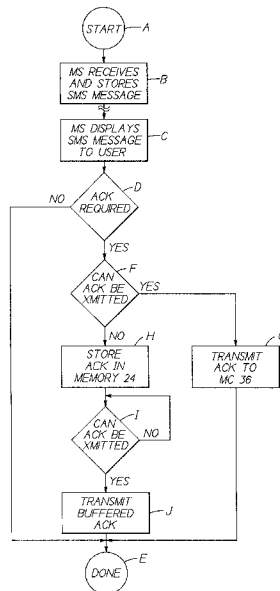 START
A
MS RECEIVES
AND STORES
SMS MESSAGE
B
MS DISPLAYS
SMS MESSAGE
TO USER
C
D
NO
ACK
REQUIRED
YES
F
CAN
ACK BE
XMITTED
YES
NO
H
STORE
ACK IN
MEMORY 24
TRANSMIT
ACK TO
MC 36
I
CAN
ACK BE
XMITTED
NO
YES
TRANSMIT
BUFFERED
ACK
J
E
DONE